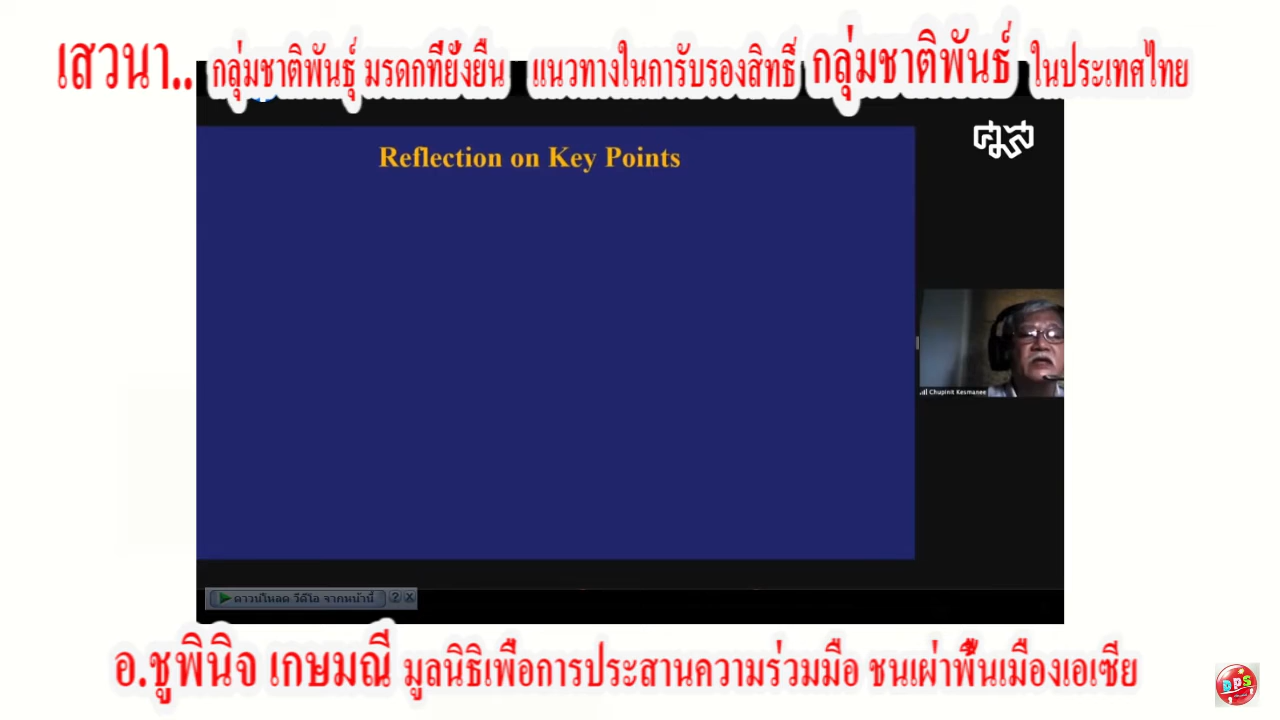 เสวนา.. กลุ่มชาติพันธุ์ มรดกที่ยั่งยืน แนวทางในการับรองสิทธิ์ กลุ่มชาติพันธ์ ในประเทศไทย
Reflection on Key Points
ศมส
Chupinit Kesmanee
ดาวน์โหลด วีดีโอ จากหน้านี้ ? X
อ.ชูพินิจ เกษมณี มูลนิธิเพื่อการประสานความร่วมมือ ชนเผ่าพื้นเมืองเอเซีย
DPS